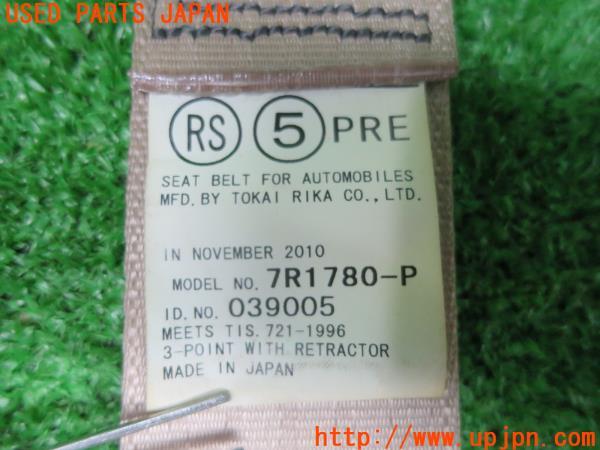 USED PARTS JAPAN
RS 5 PRE
SEAT BELT FOR AUTOMOBILES
MFD. BY TOKAI RIKA CO., LTD.
IN NOVEMBER 2010
MODEL NO. 7R1780-P
ID. NO. 039005
MEETS TIS. 721-1996
3-POINT WITH RETRACTOR
MADE IN JAPAN
http://www.upjpn.com